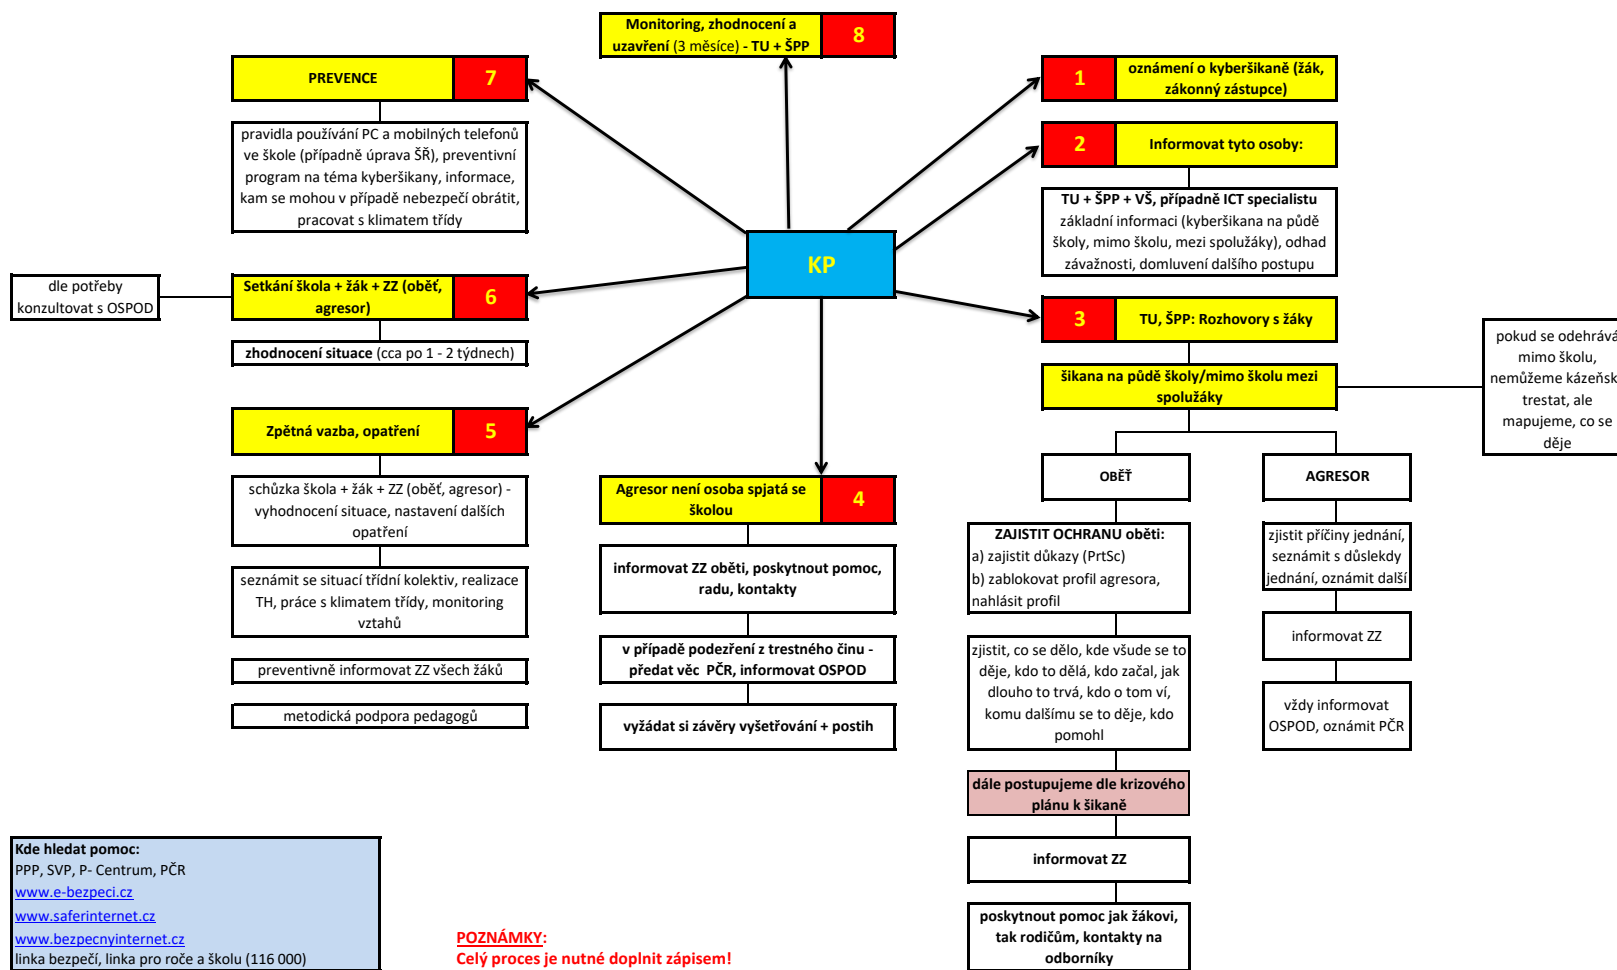 Monitoring, zhodnocení a
uzavření (3 měsíce) - TU + ŠPP
8
PREVENCE
7
pravidla používání PC a mobilných telefonů
ve škole (případně úprava ŠŘ), preventivní
program na téma kyberšikany, informace,
kam se mohou v případě nebezpečí obrátit,
pracovat s klimatem třídy
1
oznámení o kyberšikaně (žák,
zákonný zástupce)
2
Informovat tyto osoby:
TU + ŠPP + VŠ, případně ICT specialistu
základní informaci (kyberšikana na půdě
školy, mimo školu, mezi spolužáky), odhad
závažnosti, domluvení dalšího postupu
KP
dle potřeby
konzultovat s OSPOD
Setkání škola + žák + ZZ (oběť,
agresor)
6
zhodnocení situace (cca po 1 - 2 týdnech)
3
TU, ŠPP: Rozhovory s žáky
šikana na půdě školy/mimo školu mezi
spolužáky
pokud se odehrává
mimo školu,
nemůžeme kázeňsk
trestat, ale
mapujeme, co se
děje
Zpětná vazba, opatření
5
schůzka škola + žák + ZZ (oběť, agresor) -
vyhodnocení situace, nastavení dalších
opatření
seznámit se situací třídní kolektiv, realizace
TH, práce s klimatem třídy, monitoring
vztahů
preventivně informovat ZZ všech žáků
metodická podpora pedagogů
Agresor není osoba spjatá se
školou
4
informovat ZZ oběti, poskytnout pomoc,
radu, kontakty
v případě podezření z trestného činu -
předat věc  PČR, informovat OSPOD
vyžádat si závěry vyšetřování + postih
OBĚŤ
ZAJISTIT OCHRANU oběti:
a) zajistit důkazy (PrtSc)
b) zablokovat profil agresora,
nahlásit profil
zjistit, co se dělo, kde všude se to
děje, kdo to dělá, kdo začal, jak
dlouho to trvá, kdo o tom ví,
komu dalšímu se to děje, kdo
pomohl
dále postupujeme dle krizového
plánu k šikaně
informovat ZZ
poskytnout pomoc jak žákovi,
tak rodičům, kontakty na
odborníky
AGRESOR
zjistit příčiny jednání,
seznámit s důslekdy
jednání, oznámit další
informovat ZZ
vždy informovat
OSPOD, oznámit PČR
Kde hledat pomoc:
PPP, SVP, P- Centrum, PČR
www.e-bezpeci.cz
www.saferinternet.cz
www.bezpecnyinternet.cz
linka bezpečí, linka pro roče a školu (116 000)
POZNÁMKY:
Celý proces je nutné doplnit zápisem!